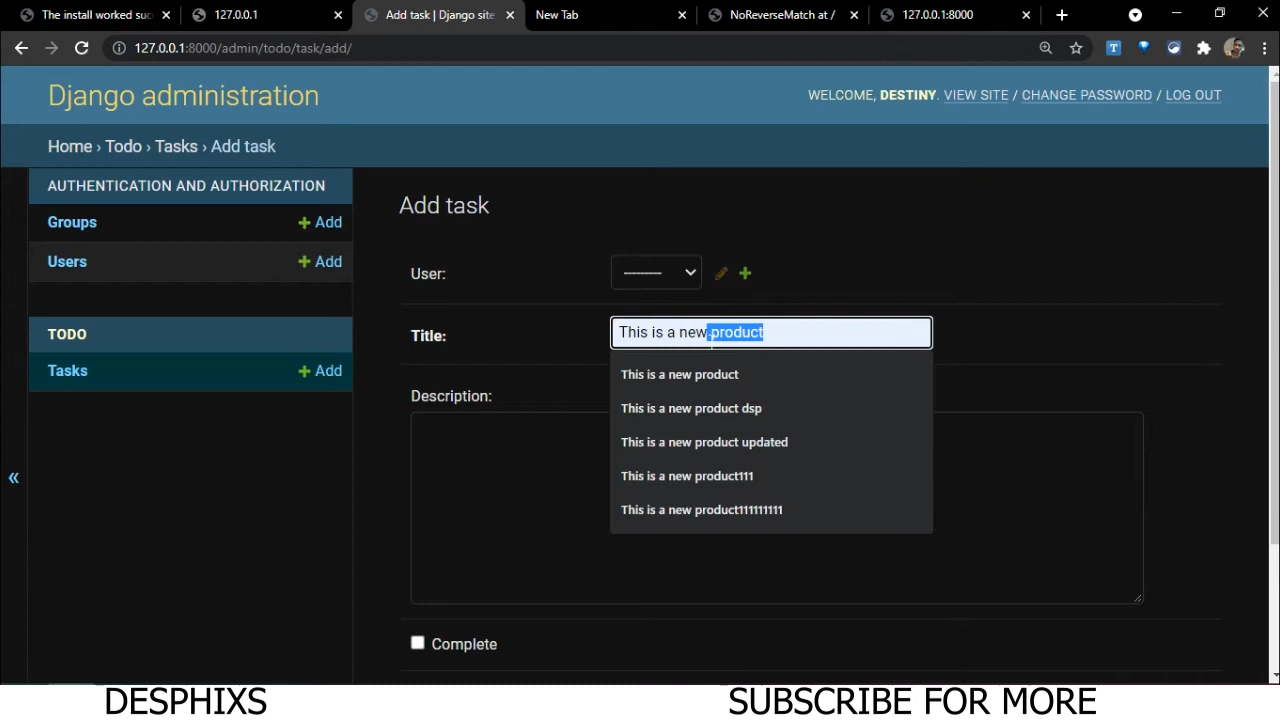 The install worked suc
127.0.0.1
Add task | Django site
New Tab
NoReverseMatch at /
127.0.0.1:8000
127.0.0.1:8000/admin/todo/task/add/
Django administration
WELCOME, DESTINY. VIEW SITE / CHANGE PASSWORD / LOG OUT
Home › Todo › Tasks › Add task
AUTHENTICATION AND AUTHORIZATION
Groups + Add
Users + Add
TODO
Tasks + Add
«
Add task
User: ---------
Title: This is a new product
This is a new product
This is a new product dsp
This is a new product updated
This is a new product111
This is a new product111111111
Description:
Complete
DESPHIXS
SUBSCRIBE FOR MORE